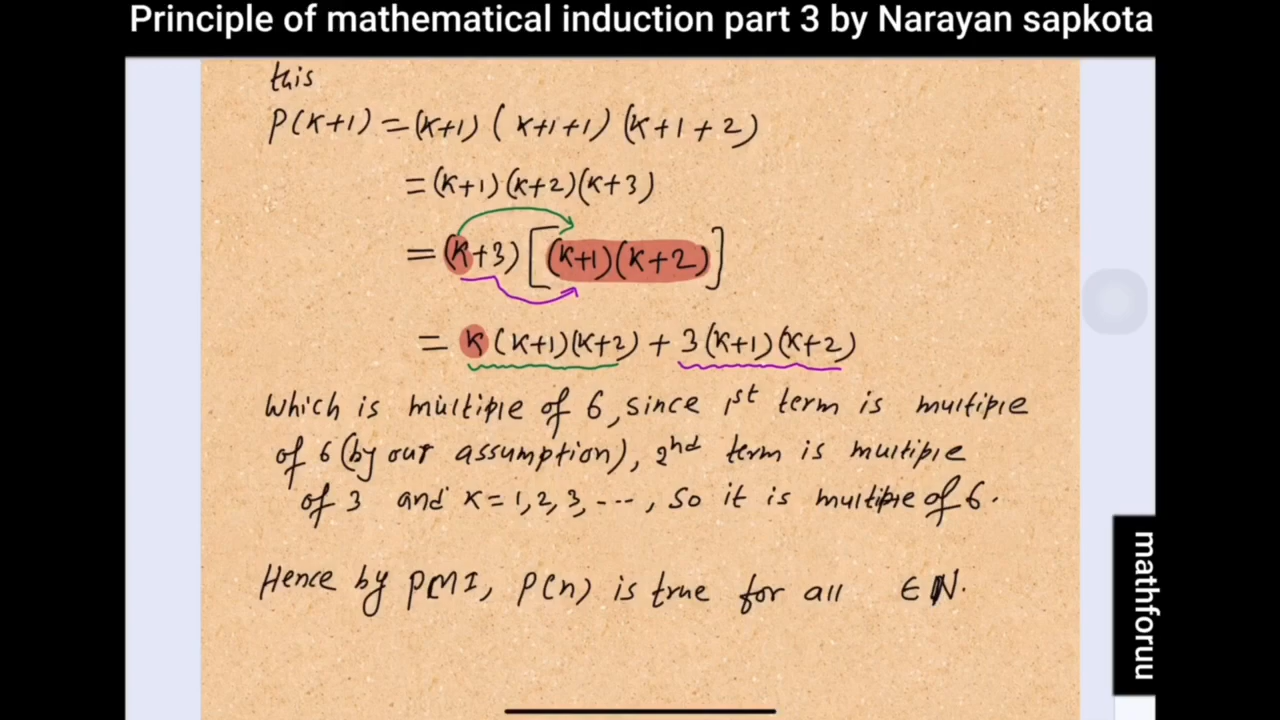 Principle of mathematical induction part 3 by Narayan sapkota
this
P(K+1) = (K+1) ( K+1+1) (K+1+2)
= (K+1) (K+2)(K+3)
= (K+3) [(K+1)(K+2)]
= K (K+1)(K+2) + 3(K+1)(K+2)
Which is multiple of 6, since 1st term is multiple
of 6 (by our assumption), 2nd term is multiple
of 3 and K = 1, 2, 3, ----, so it is multiple of 6.
Hence by PMI, P(n) is true for all ∈ N.
mathforuu